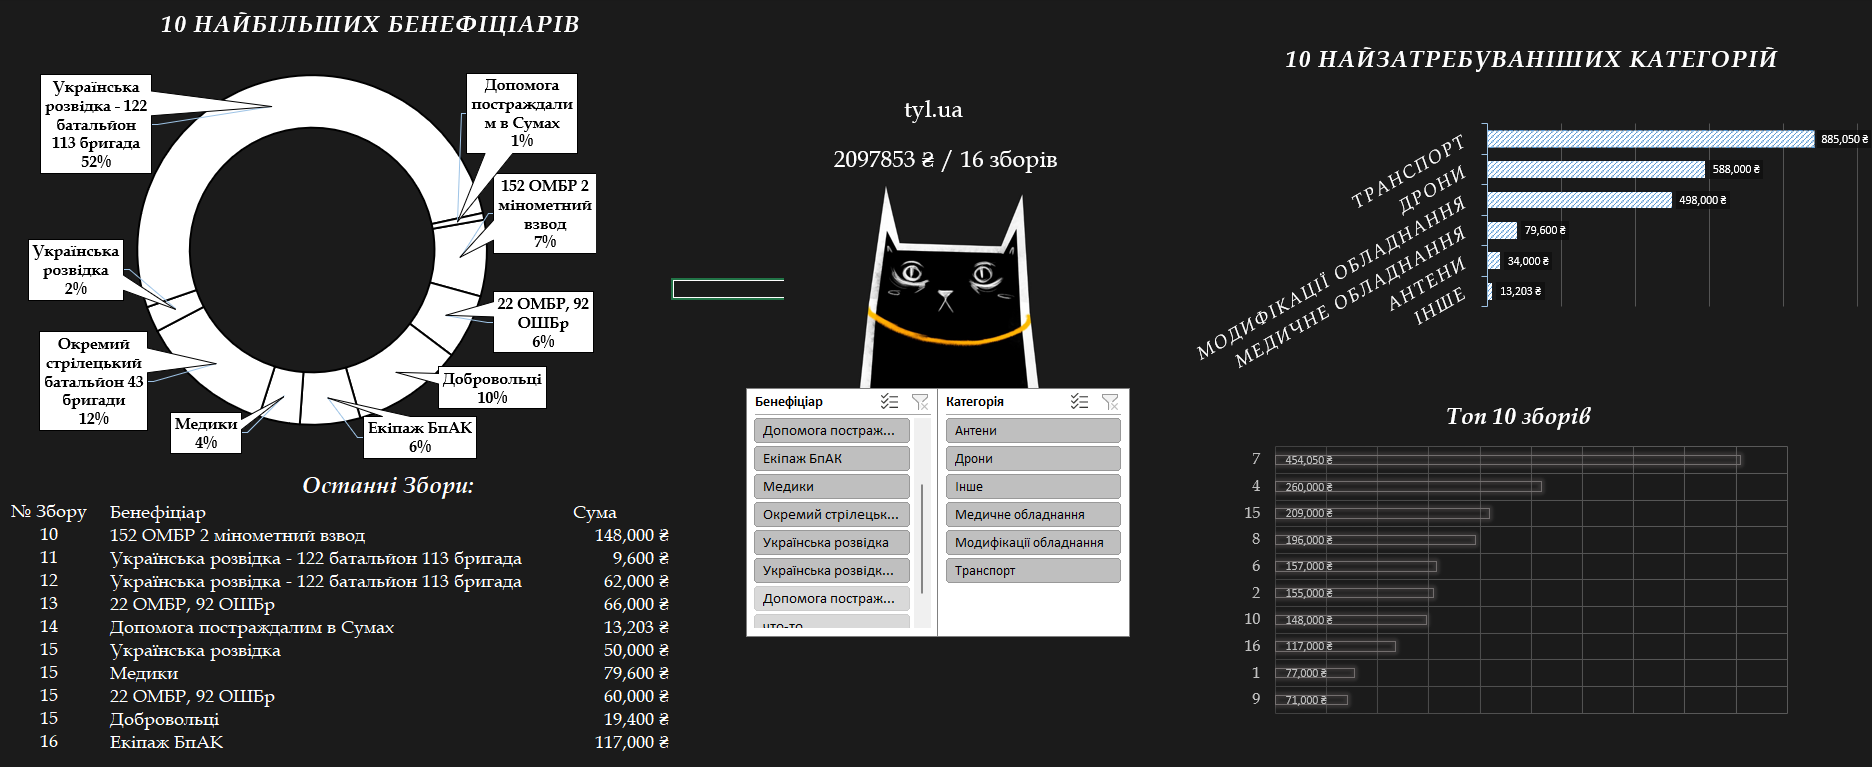 10 НАЙБІЛЬШИХ БЕНЕФІЦІАРІВ
Українська
розвідка - 122
батальйон
113 бригада
52%
Допомога
постраждали
м в Сумах
1%
152 ОМБР 2
мінометний
взвод
7%
22 ОМБР, 92
ОШБр
6%
Добровольці
10%
Екіпаж БпАК
6%
Медики
4%
Окремий
стрілецький
батальйон 43
бригади
12%
Українська
розвідка
2%
Останні Збори:
№ Збору Бенефіціар Сума
10 152 ОМБР 2 мінометний взвод 148,000 ₴
11 Українська розвідка - 122 батальйон 113 бригада 9,600 ₴
12 Українська розвідка - 122 батальйон 113 бригада 62,000 ₴
13 22 ОМБР, 92 ОШБр 66,000 ₴
14 Допомога постраждалим в Сумах 13,203 ₴
15 Українська розвідка 50,000 ₴
15 Медики 79,600 ₴
15 22 ОМБР, 92 ОШБр 60,000 ₴
15 Добровольці 19,400 ₴
16 Екіпаж БпАК 117,000 ₴
tyl.ua
2097853 ₴ / 16 зборів
Бенефіціар
Допомога постраж...
Екіпаж БпАК
Медики
Окремий стрілецьк...
Українська розвідка
Українська розвідк...
Допомога постраж...
что-то
Категорія
Антени
Дрони
Інше
Медичне обладнання
Модифікації обладнання
Транспорт
10 НАЙЗАТРЕБУВАНІШИХ КАТЕГОРІЙ
ТРАНСПОРТ 885,050 ₴
ДРОНИ 588,000 ₴
МОДИФІКАЦІЇ ОБЛАДНАННЯ 498,000 ₴
МЕДИЧНЕ ОБЛАДНАННЯ 79,600 ₴
АНТЕНИ 34,000 ₴
ІНШЕ 13,203 ₴
Топ 10 зборів
7 454,050 ₴
4 260,000 ₴
15 209,000 ₴
8 196,000 ₴
6 157,000 ₴
2 155,000 ₴
10 148,000 ₴
16 117,000 ₴
1 77,000 ₴
9 71,000 ₴